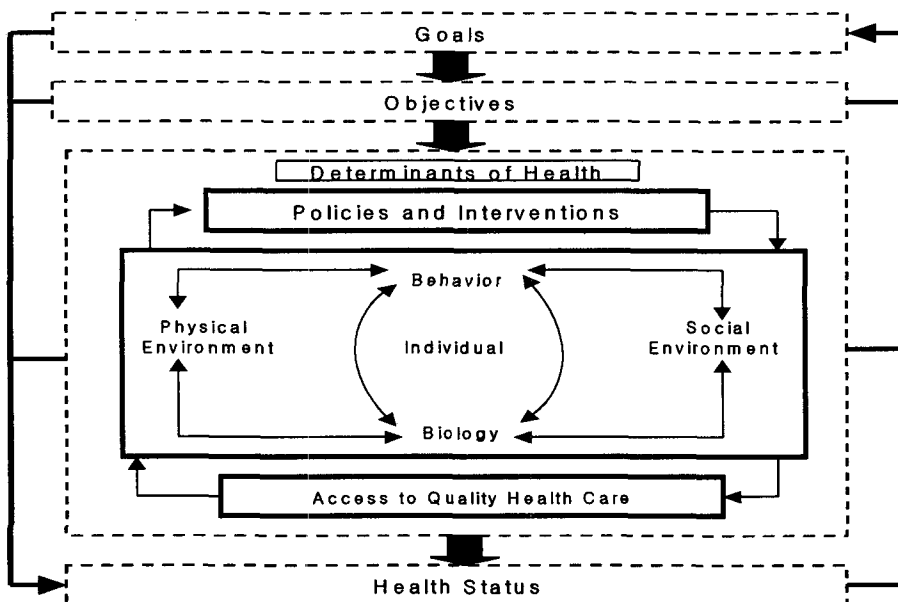 Goals
Objectives
Determinants of Health
Policies and Interventions
Behavior
Physical
Environment
Individual
Social
Environment
Biology
Access to Quality Health Care
Health Status